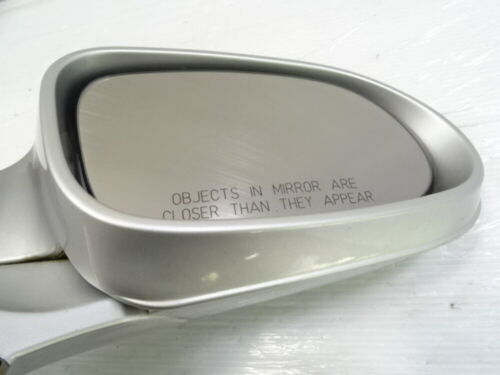 OBJECTS IN MIRROR ARE
CLOSER THAN THEY APPEAR